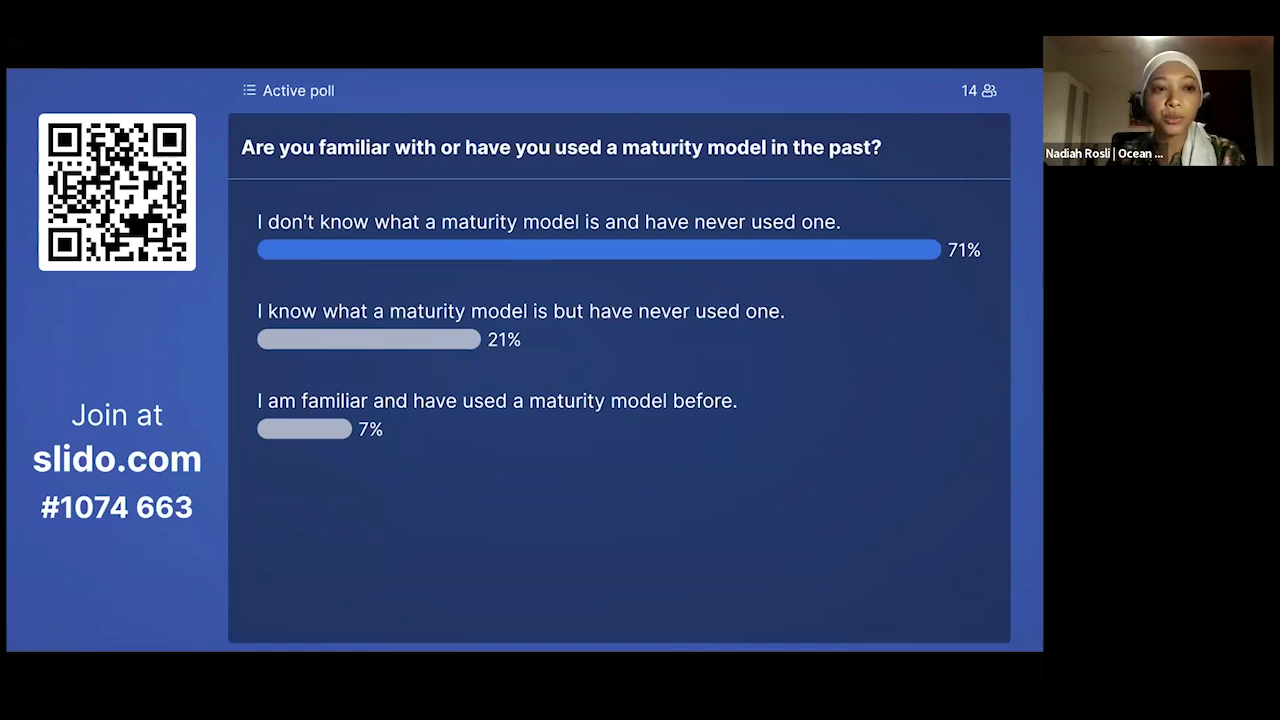 Active poll
14
Are you familiar with or have you used a maturity model in the past?
I don't know what a maturity model is and have never used one.
71%
I know what a maturity model is but have never used one.
21%
I am familiar and have used a maturity model before.
7%
Join at
slido.com
#1074 663
Nadiah Rosli | Ocean ...